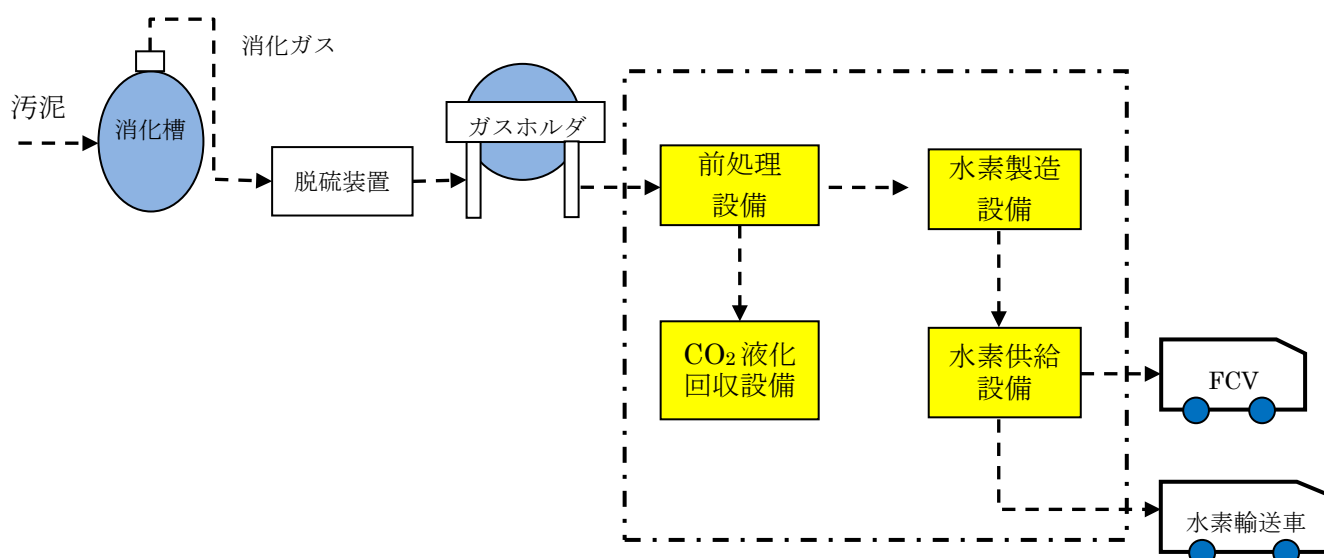 消化ガス
汚泥
消化槽
ガスホルダ
脱硫装置
前処理
設備
水素製造
設備
CO₂液化
回収設備
水素供給
設備
FCV
水素輸送車